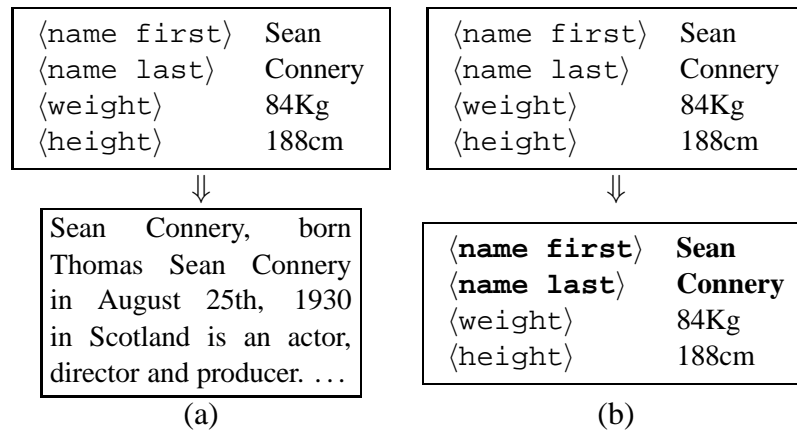 ⟨name first⟩ Sean
⟨name last⟩ Connery
⟨weight⟩ 84Kg
⟨height⟩ 188cm
⇓
Sean Connery, born
Thomas Sean Connery
in August 25th, 1930
in Scotland is an actor,
director and producer. ...
(a)
⟨name first⟩ Sean
⟨name last⟩ Connery
⟨weight⟩ 84Kg
⟨height⟩ 188cm
⇓
⟨name first⟩ Sean
⟨name last⟩ Connery
⟨weight⟩ 84Kg
⟨height⟩ 188cm
(b)